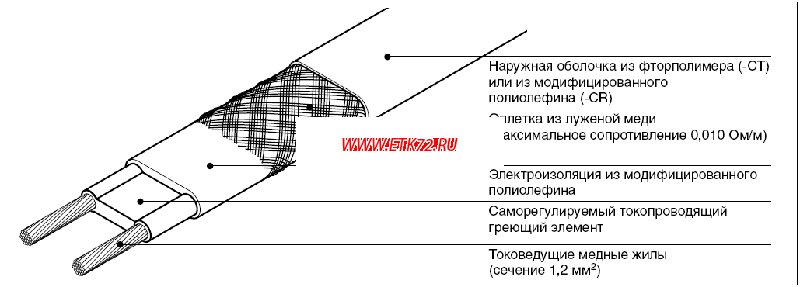 Наружная оболочка из фторполимера (-CT)
или из модифицированного
полиолефина (-CR)
Оплетка из луженой меди
аксимальное сопротивление 0,010 Ом/м)
WWW.ETK72.RU
Электроизоляция из модифицированного
полиолефина
Саморегулируемый токопроводящий
греющий элемент
Токоведущие медные жилы
(сечение 1,2 мм²)